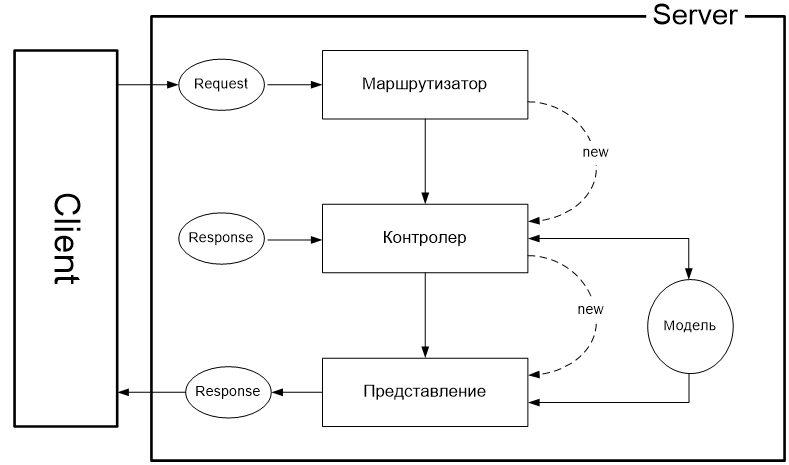 Server
Request
Маршрутизатор
new
Client
Response
Контролер
new
Модель
Response
Представление